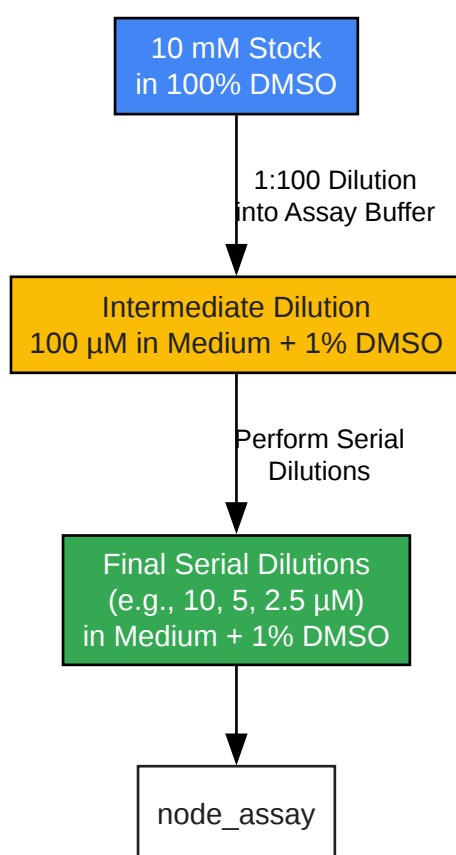 10 mM Stock
in 100% DMSO
1:100 Dilution
into Assay Buffer
Intermediate Dilution
100 µM in Medium + 1% DMSO
Perform Serial
Dilutions
Final Serial Dilutions
(e.g., 10, 5, 2.5 µM)
in Medium + 1% DMSO
node_assay